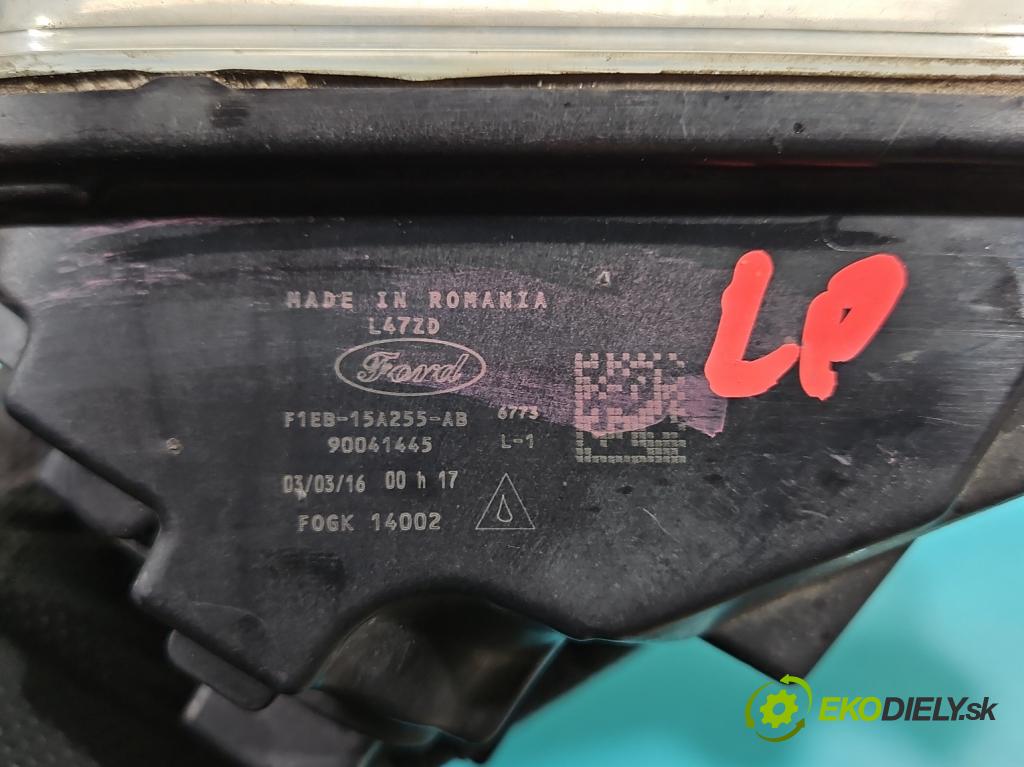 MADE IN ROMANIA
L47ZD
Ford
F1EB-15A255-AB 6773
90041445 L-1
03/03/16 00 h 17
FOGK 14002
LP
EKODIELY.sk